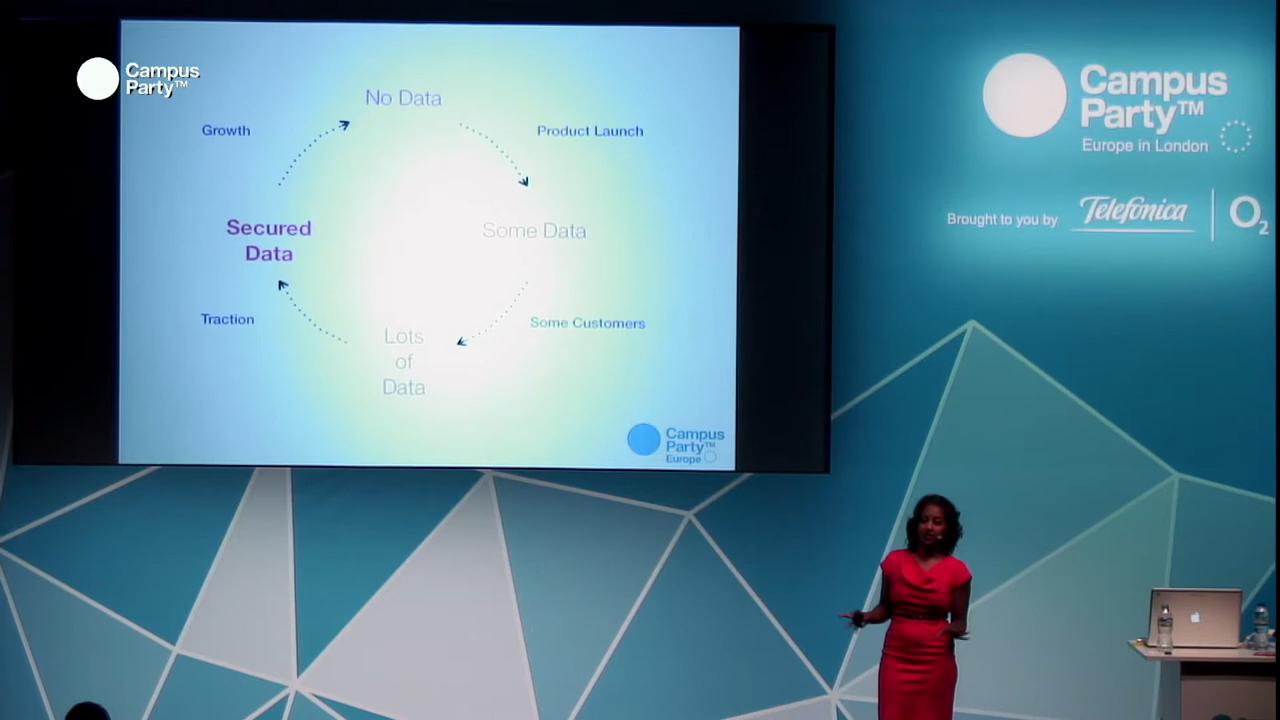 Campus
Party™
No Data
Growth
Product Launch
Secured
Data
Some Data
Traction
Some Customers
Lots
of
Data
Campus
Party™
Europe
Campus
Party™
Europe in London
Brought to you by
Telefonica
O2